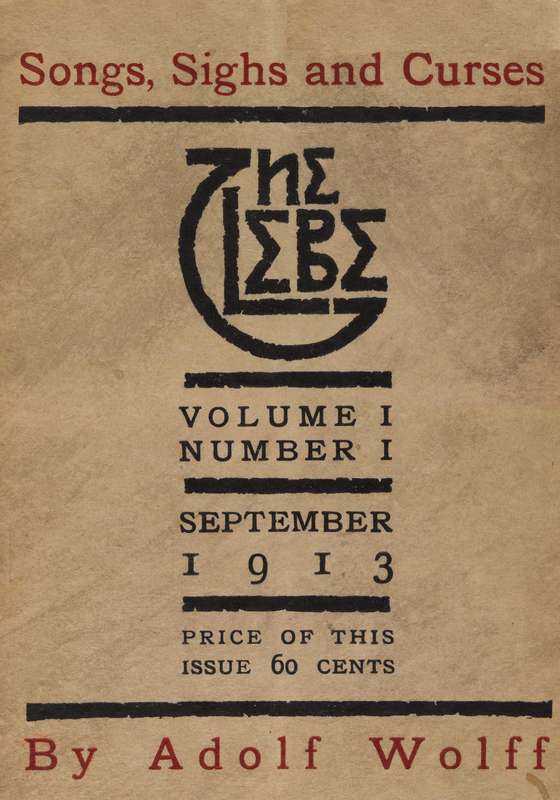 Songs, Sighs and Curses
THE
GLEBE
VOLUME I
NUMBER I
SEPTEMBER
1913
PRICE OF THIS
ISSUE 60 CENTS
By Adolf Wolff